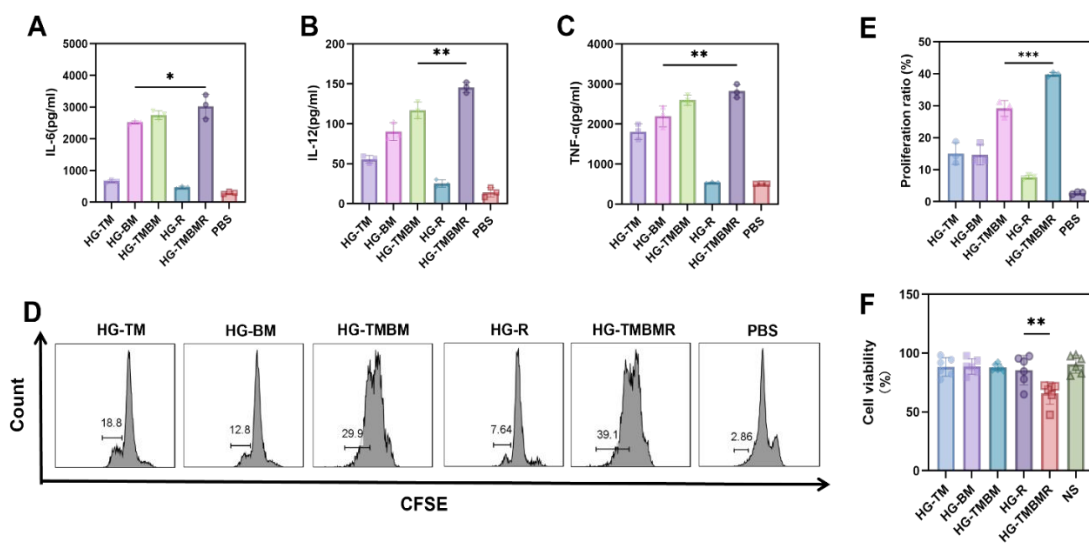 A
B
C
E
5000
4000
3000
2000
1000
0
IL-6(pg/ml)
*
HG-TM
HG-BM
HG-TMBM
HG-R
HG-TMBMR
PBS
200
150
100
50
0
IL-12(pg/ml)
**
HG-TM
HG-BM
HG-TMBM
HG-R
HG-TMBMR
PBS
4000
3000
2000
1000
0
TNF-α(pg/ml)
**
HG-TM
HG-BM
HG-TMBM
HG-R
HG-TMBMR
PBS
50
40
30
20
10
0
Proliferation ratio (%)
***
HG-TM
HG-BM
HG-TMBM
HG-R
HG-TMBMR
PBS
D
Count
HG-TM
18.8
HG-BM
12.8
HG-TMBM
29.9
HG-R
7.64
HG-TMBMR
39.1
PBS
2.86
CFSE
F
150
100
50
0
Cell viability
(%)
**
HG-TM
HG-BM
HG-TMBM
HG-R
HG-TMBMR
NS